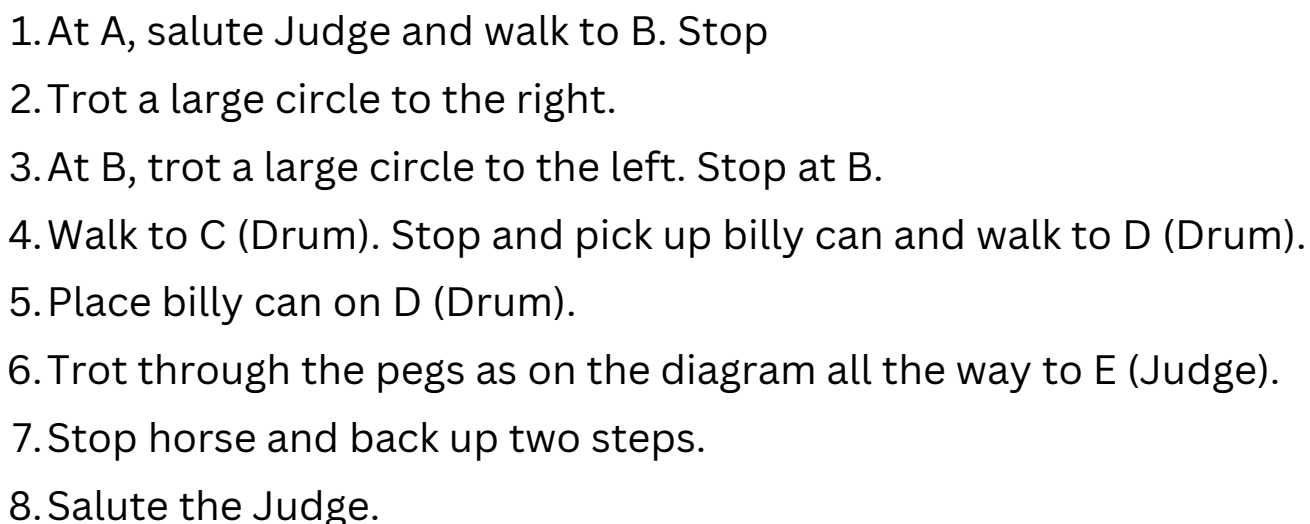 1. At A, salute Judge and walk to B. Stop
2. Trot a large circle to the right.
3. At B, trot a large circle to the left. Stop at B.
4. Walk to C (Drum). Stop and pick up billy can and walk to D (Drum).
5. Place billy can on D (Drum).
6. Trot through the pegs as on the diagram all the way to E (Judge).
7. Stop horse and back up two steps.
8. Salute the Judge.